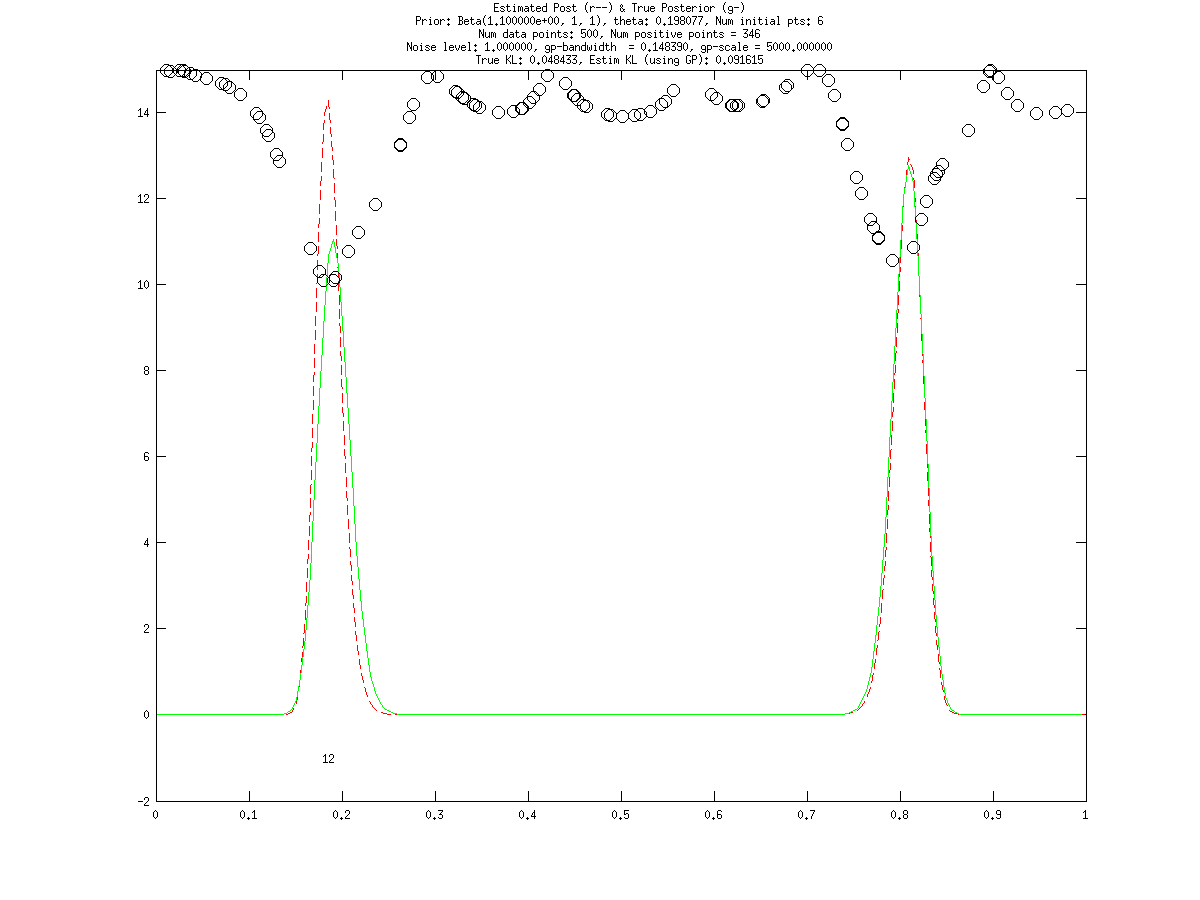 Estimated Post (r--) & True Posterior (g-)
Prior: Beta(1.100000e+00, 1, 1), theta: 0.198077, Num initial pts: 6
Num data points: 500, Num positive points = 346
Noise level: 1.000000, gp-bandwidth  = 0.148390, gp-scale = 5000.000000
True KL: 0.048433, Estim KL (using GP): 0.091615
14
12
10
8
6
4
2
0
12
-2
0 0.1 0.2 0.3 0.4 0.5 0.6 0.7 0.8 0.9 1